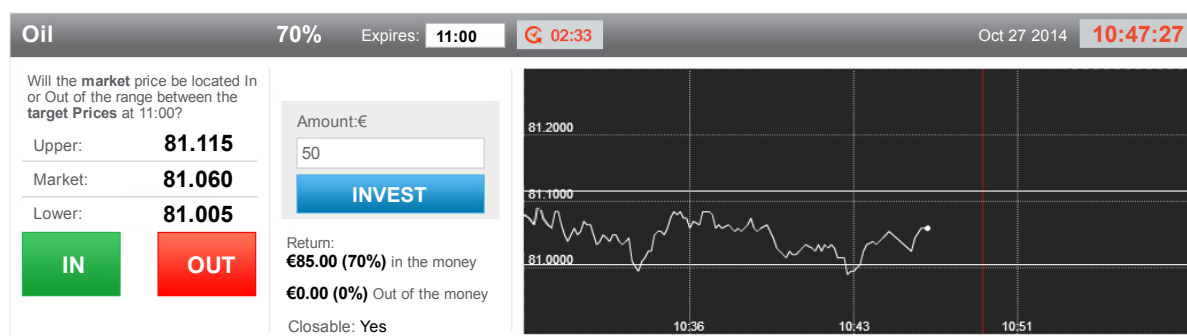 Oil 70% Expires: 11:00 02:33 Oct 27 2014 10:47:27
Will the market price be located In
or Out of the range between the
target Prices at 11:00?
Upper: 81.115
Market: 81.060
Lower: 81.005
IN OUT
Amount:€
50
INVEST
Return:
€85.00 (70%) in the money
€0.00 (0%) Out of the money
Closable: Yes
81.2000
81.1000
81.0000
10:36 10:43 10:51